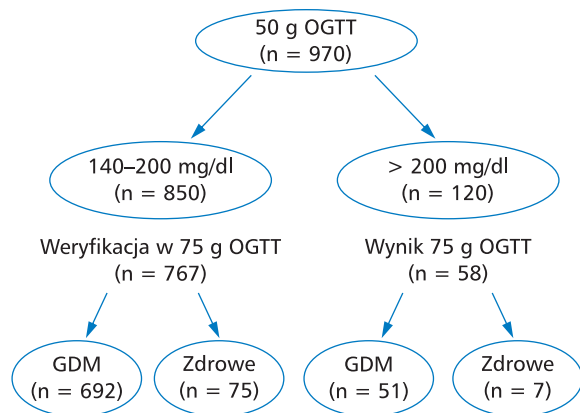 50 g OGTT
(n = 970)
140–200 mg/dl
(n = 850)
> 200 mg/dl
(n = 120)
Weryfikacja w 75 g OGTT
(n = 767)
Wynik 75 g OGTT
(n = 58)
GDM
(n = 692)
Zdrowe
(n = 75)
GDM
(n = 51)
Zdrowe
(n = 7)